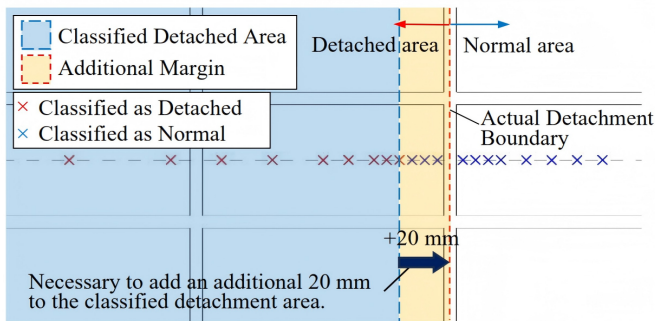 Classified Detached Area
Additional Margin
Classified as Detached
Classified as Normal
Detached area
Normal area
Actual Detachment
Boundary
+20 mm
Necessary to add an additional 20 mm
to the classified detachment area.